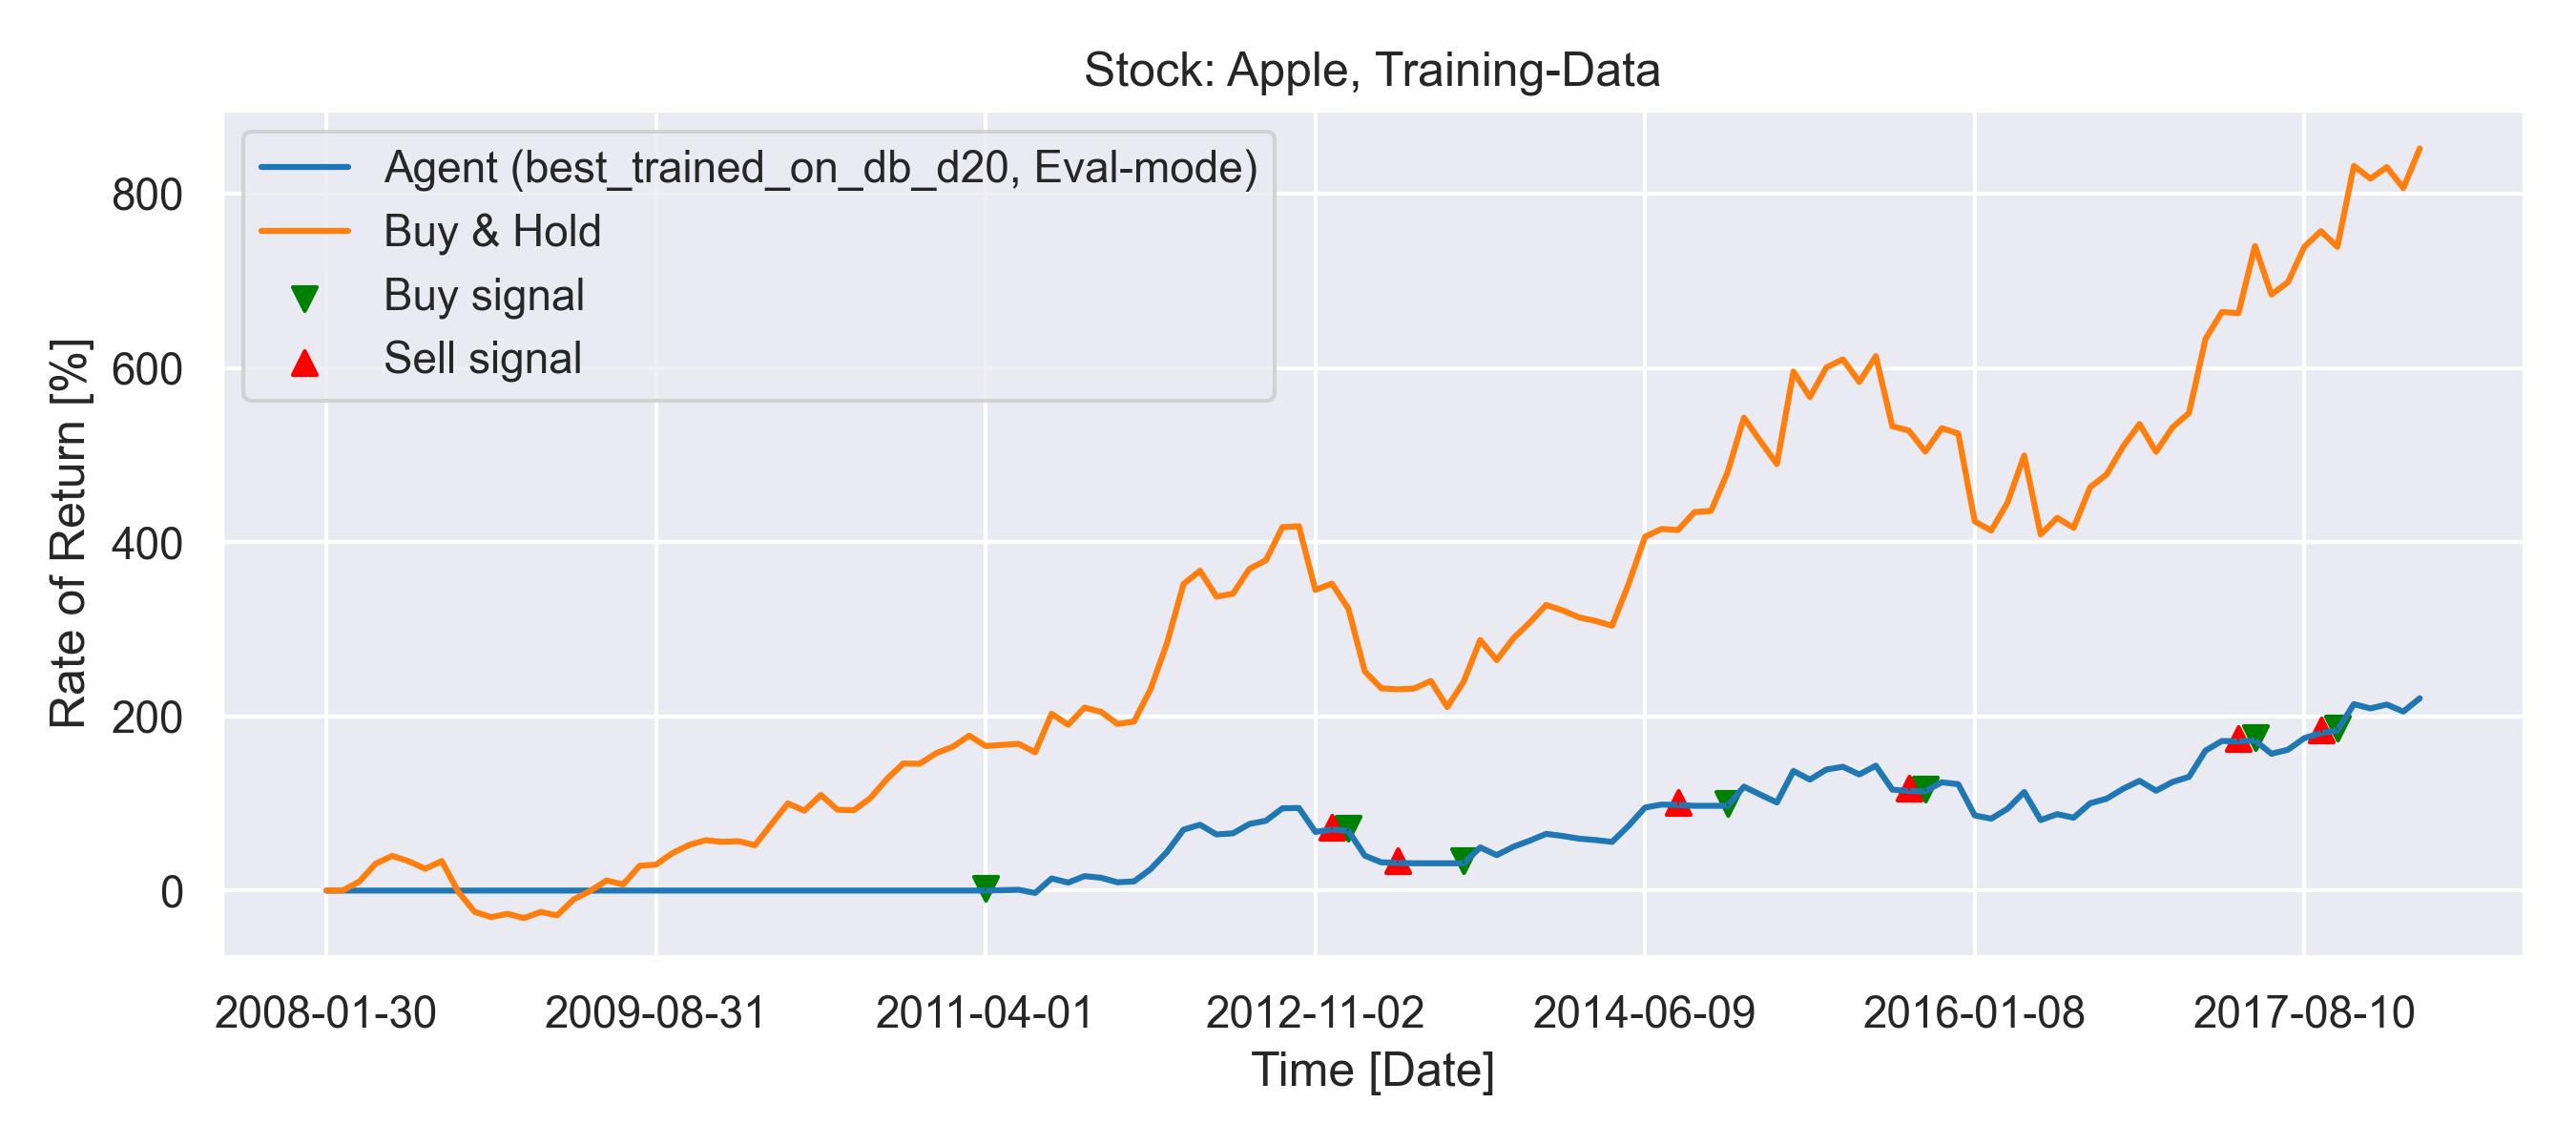 Stock: Apple, Training-Data
Agent (best_trained_on_db_d20, Eval-mode)
Buy & Hold
Buy signal
Sell signal
Rate of Return [%]
800
600
400
200
0
2008-01-30
2009-08-31
2011-04-01
2012-11-02
2014-06-09
2016-01-08
2017-08-10
Time [Date]